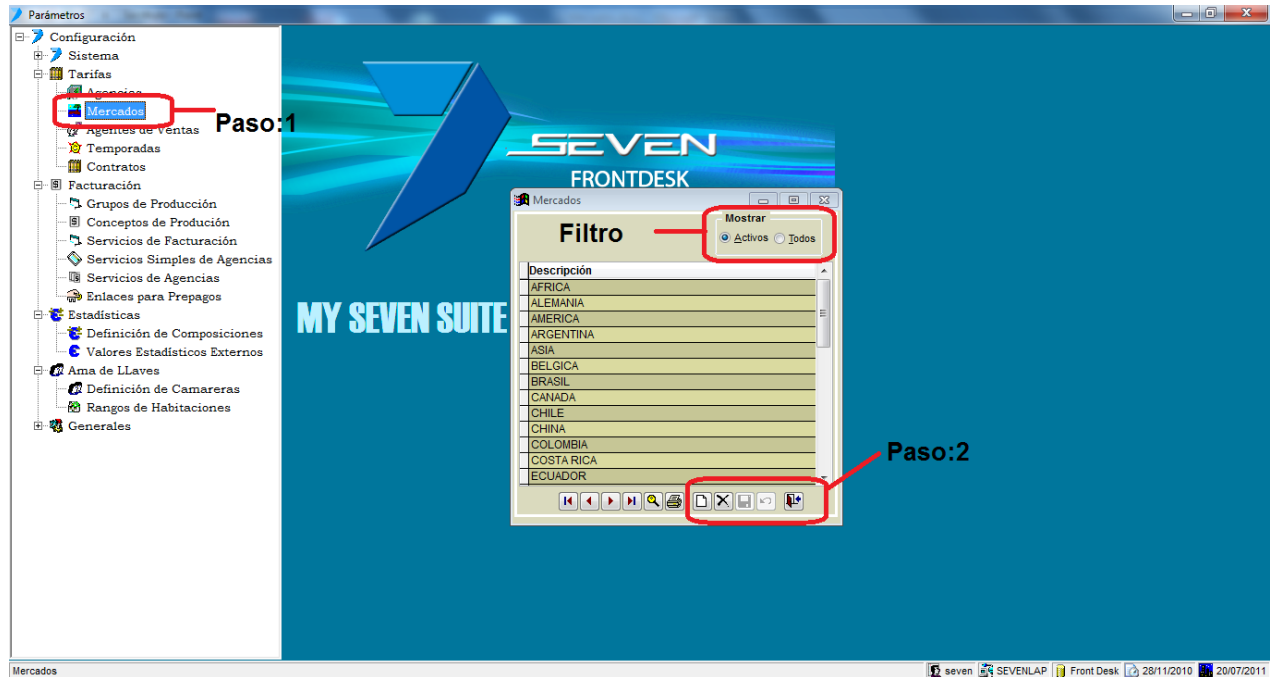 Parámetros
Configuración
Sistema
Tarifas
Agencias
Mercados
Agentes de Ventas
Temporadas
Contratos
Facturación
Grupos de Producción
Conceptos de Produción
Servicios de Facturación
Servicios Simples de Agencias
Servicios de Agencias
Enlaces para Prepagos
Estadísticas
Definición de Composiciones
Valores Estadísticos Externos
Ama de LLaves
Definición de Camareras
Rangos de Habitaciones
Generales
Paso:1
SEVEN
FRONTDESK
MY SEVEN SUITE
Mercados
Filtro
Mostrar
Activos Todos
Descripción
AFRICA
ALEMANIA
AMERICA
ARGENTINA
ASIA
BELGICA
BRASIL
CANADA
CHILE
CHINA
COLOMBIA
COSTA RICA
ECUADOR
Paso:2
Mercados seven SEVENLAP Front Desk 28/11/2010 20/07/2011